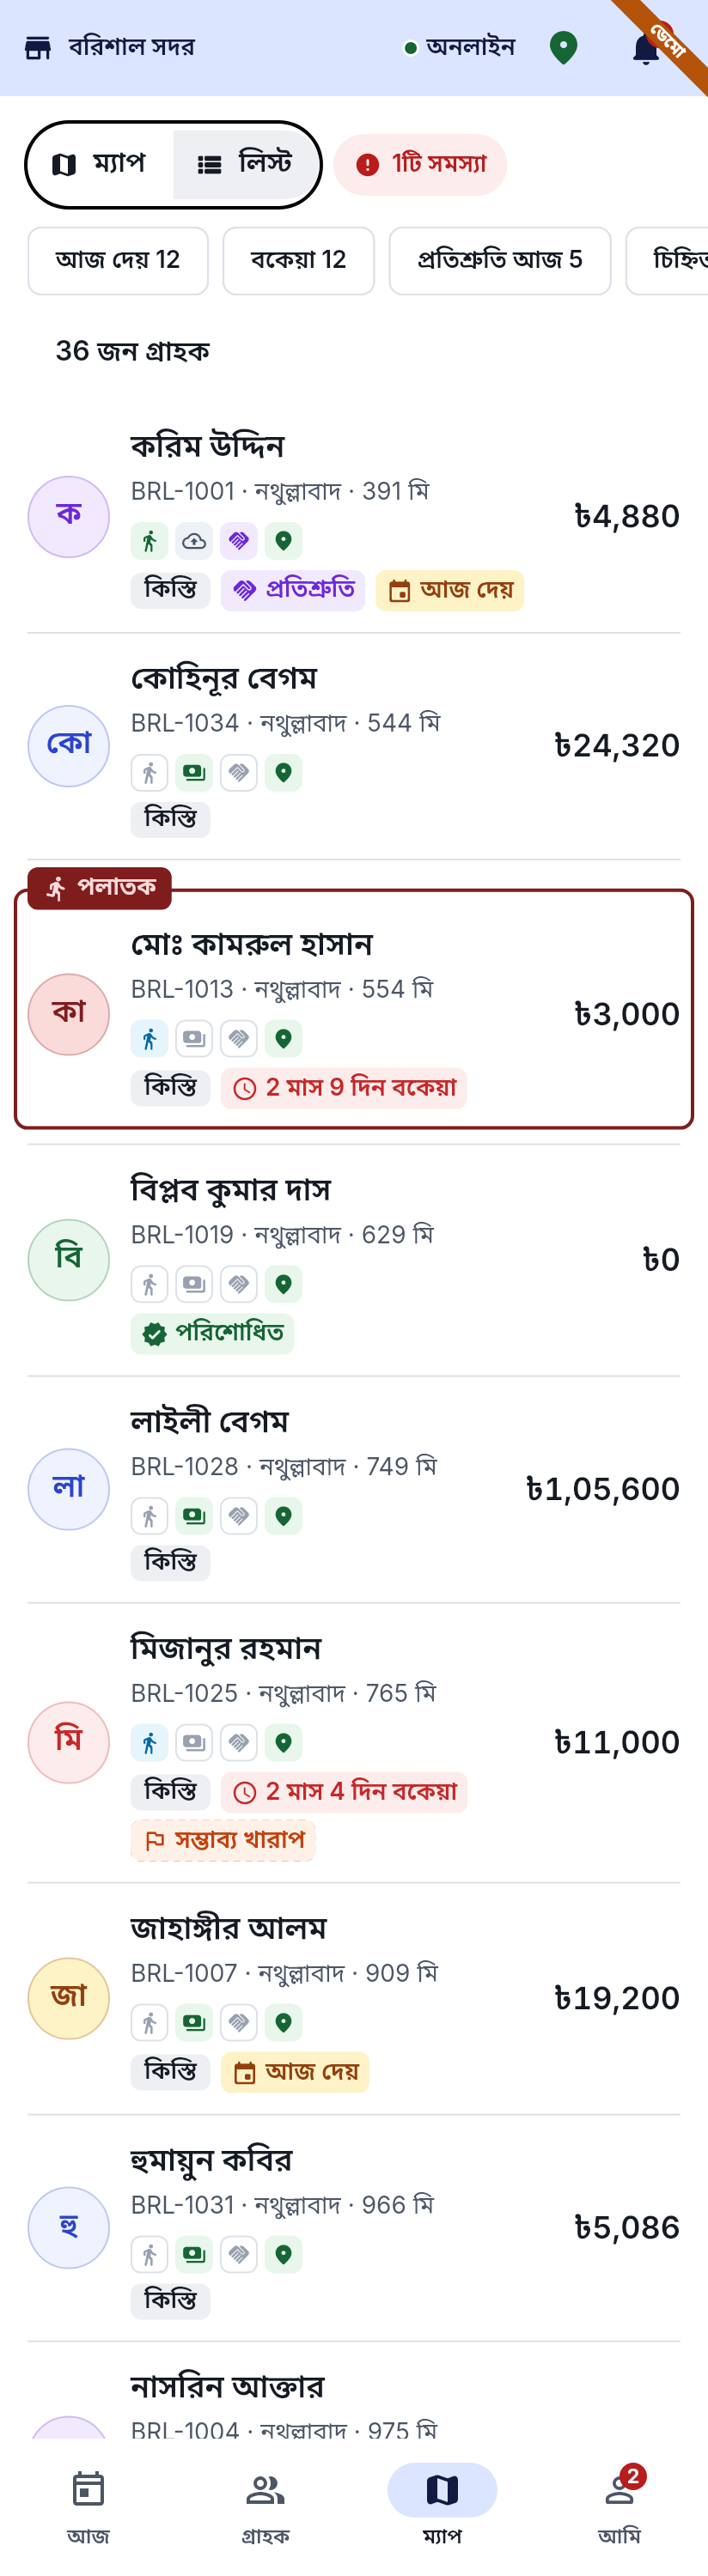 বরিশাল সদর
অনলাইন
ডেমো
ম্যাপ
লিস্ট
1টি সমস্যা
আজ দেয় 12
বকেয়া 12
প্রতিশ্রুতি আজ 5
36 জন গ্রাহক
করিম উদ্দিন
ক
BRL-1001 · নথুল্লাবাদ · 391 মি
৳4,880
কিস্তি
প্রতিশ্রুতি
আজ দেয়
কোহিনূর বেগম
কো
BRL-1034 · নথুল্লাবাদ · 544 মি
৳24,320
কিস্তি
পলাতক
মোঃ কামরুল হাসান
কা
BRL-1013 · নথুল্লাবাদ · 554 মি
৳3,000
কিস্তি
2 মাস 9 দিন বকেয়া
বিপ্লব কুমার দাস
বি
BRL-1019 · নথুল্লাবাদ · 629 মি
৳0
পরিশোধিত
লাইলী বেগম
লা
BRL-1028 · নথুল্লাবাদ · 749 মি
৳1,05,600
কিস্তি
মিজানুর রহমান
মি
BRL-1025 · নথুল্লাবাদ · 765 মি
৳11,000
কিস্তি
2 মাস 4 দিন বকেয়া
সম্ভাব্য খারাপ
জাহাঙ্গীর আলম
জা
BRL-1007 · নথুল্লাবাদ · 909 মি
৳19,200
কিস্তি
আজ দেয়
হুমায়ুন কবির
হু
BRL-1031 · নথুল্লাবাদ · 966 মি
৳5,086
কিস্তি
নাসরিন আক্তার
BRL-1004 · নথুল্লাবাদ · 975 মি
আজ
গ্রাহক
ম্যাপ
2
আমি